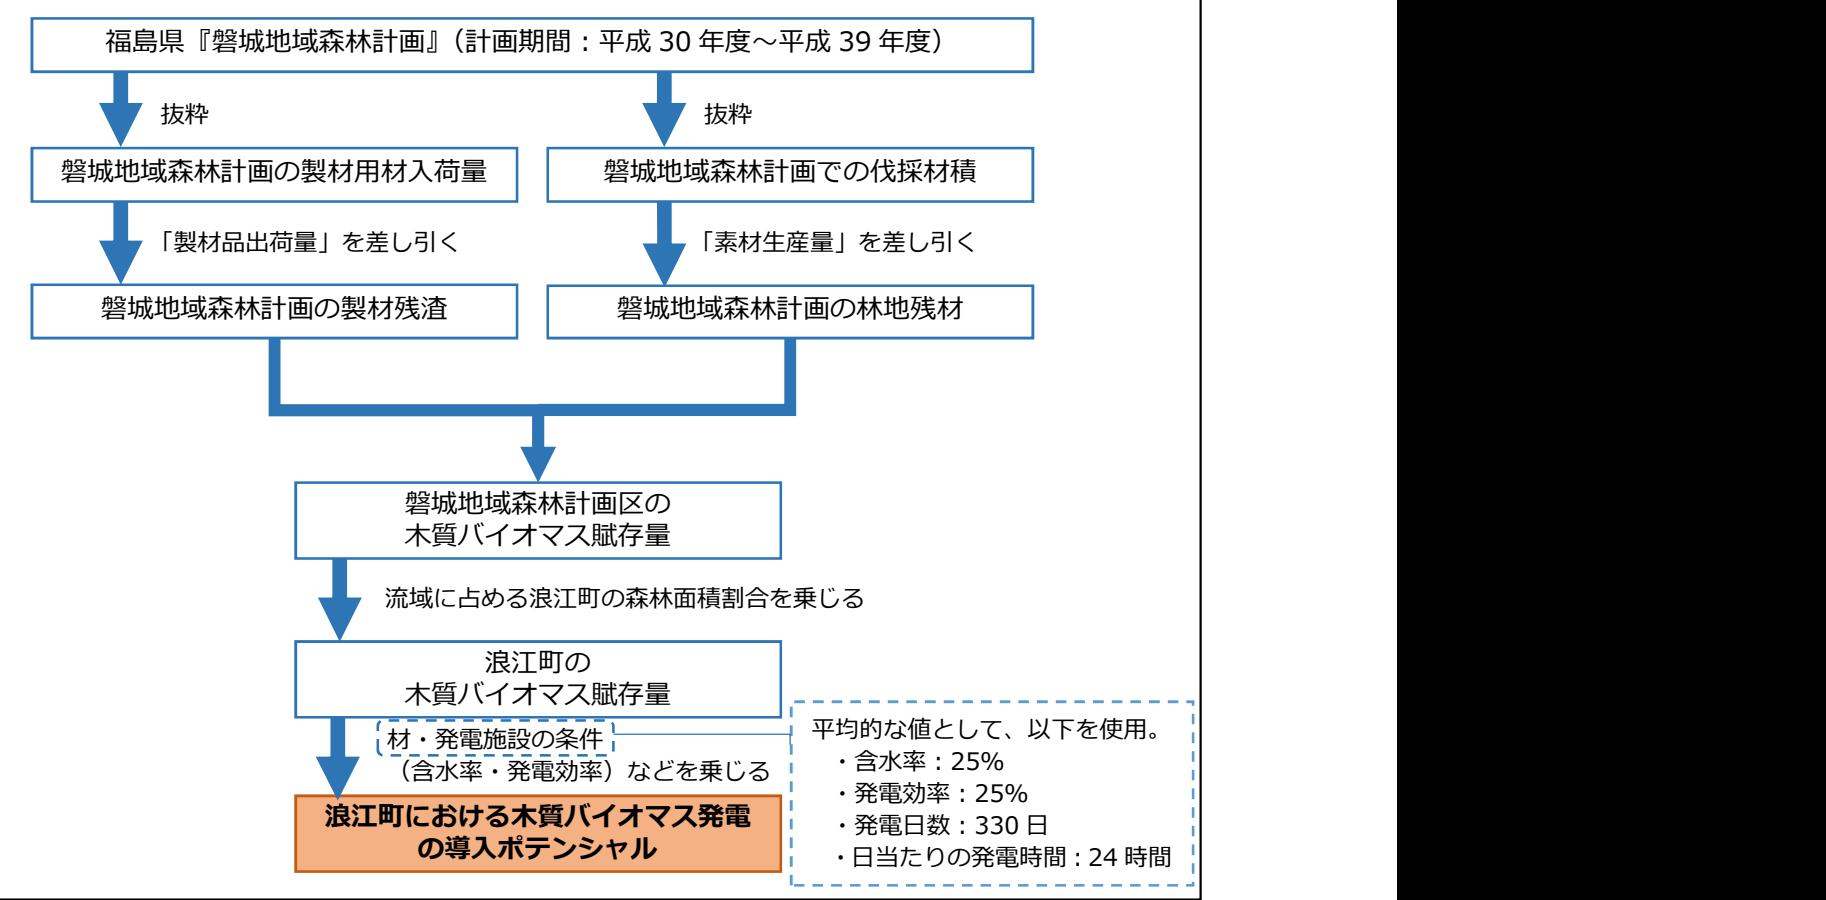 福島県『磐城地域森林計画』（計画期間：平成 30 年度～平成 39 年度）
抜粋
抜粋
磐城地域森林計画の製材用材入荷量
磐城地域森林計画での伐採材積
「製材品出荷量」を差し引く
「素材生産量」を差し引く
磐城地域森林計画の製材残渣
磐城地域森林計画の林地残材
磐城地域森林計画区の
木質バイオマス賦存量
流域に占める浪江町の森林面積割合を乗じる
浪江町の
木質バイオマス賦存量
材・発電施設の条件
（含水率・発電効率）などを乗じる
平均的な値として、以下を使用。
・含水率：25%
・発電効率：25%
・発電日数：330 日
・日当たりの発電時間：24 時間
浪江町における木質バイオマス発電
の導入ポテンシャル